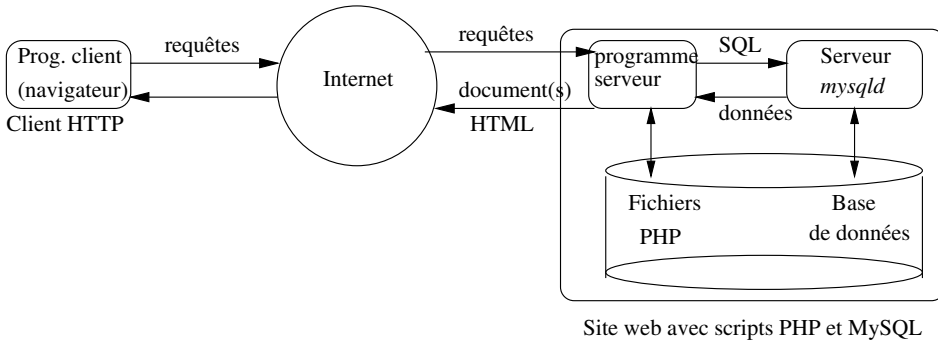 Prog. client
(navigateur)
Client HTTP
requêtes
Internet
requêtes
document(s)
HTML
programme
serveur
SQL
données
Serveur
mysqld
Fichiers
PHP
Base
de données
Site web avec scripts PHP et MySQL